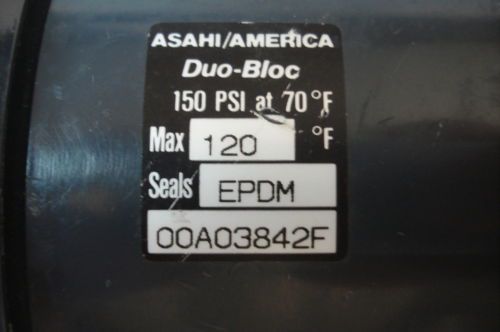 ASAHI/AMERICA
Duo-Bloc
150 PSI at 70°F
Max 120 °F
Seals EPDM
00A03842F